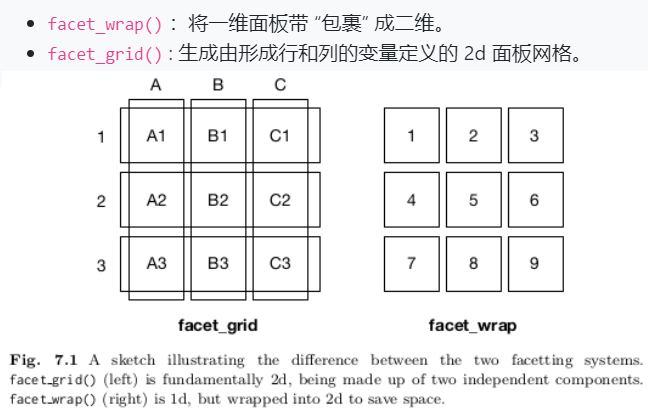 facet_wrap() ：将一维面板带 “包裹” 成二维。
facet_grid() : 生成由形成行和列的变量定义的 2d 面板网格。
A B C
1 A1 B1 C1 1 2 3
2 A2 B2 C2 4 5 6
3 A3 B3 C3 7 8 9
facet_grid facet_wrap
Fig. 7.1 A sketch illustrating the difference between the two facetting systems.
facet_grid() (left) is fundamentally 2d, being made up of two independent components.
facet_wrap() (right) is 1d, but wrapped into 2d to save space.